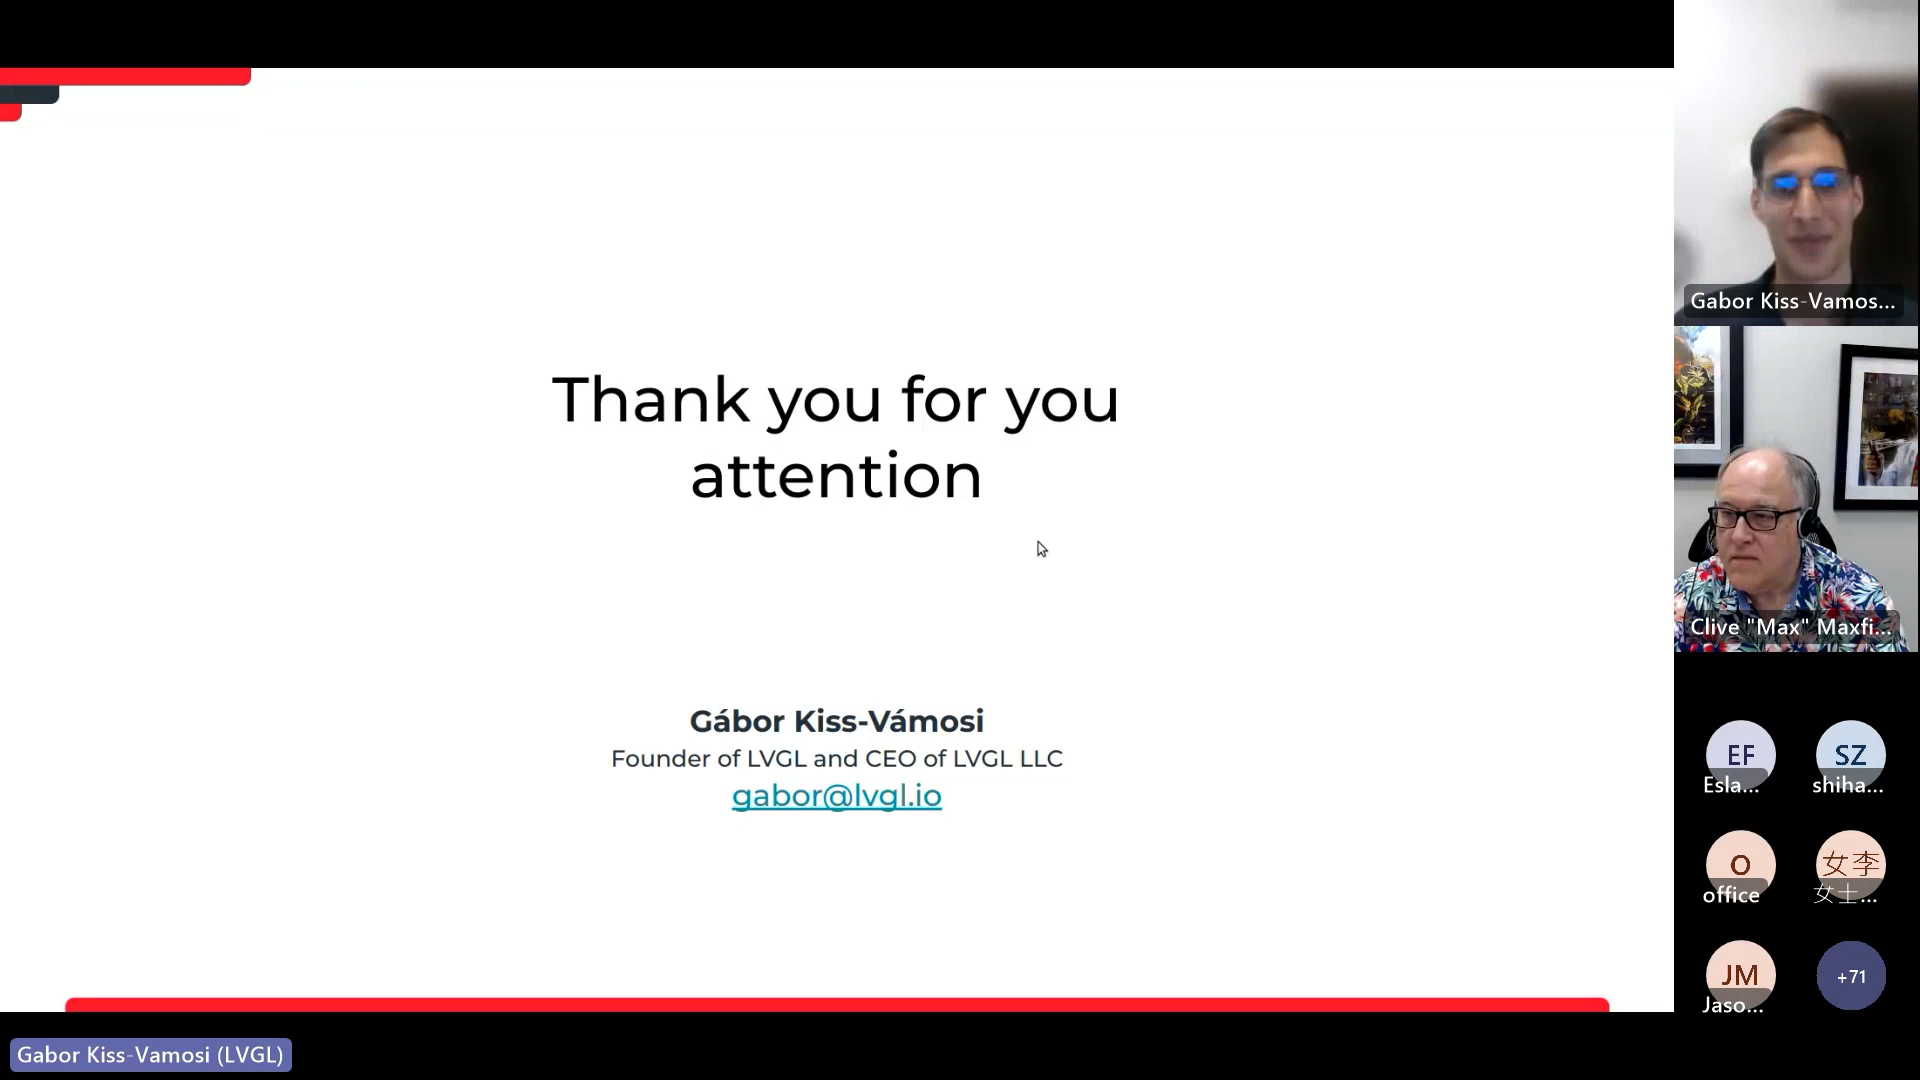 Thank you for you
attention
Gábor Kiss-Vámosi
Founder of LVGL and CEO of LVGL LLC
gabor@lvgl.io
Gabor Kiss-Vamosi (LVGL)
Gabor Kiss-Vamos...
Clive "Max" Maxfi...
EF
Esla...
SZ
shiha...
O
office
女李
女士...
JM
Jaso...
+71